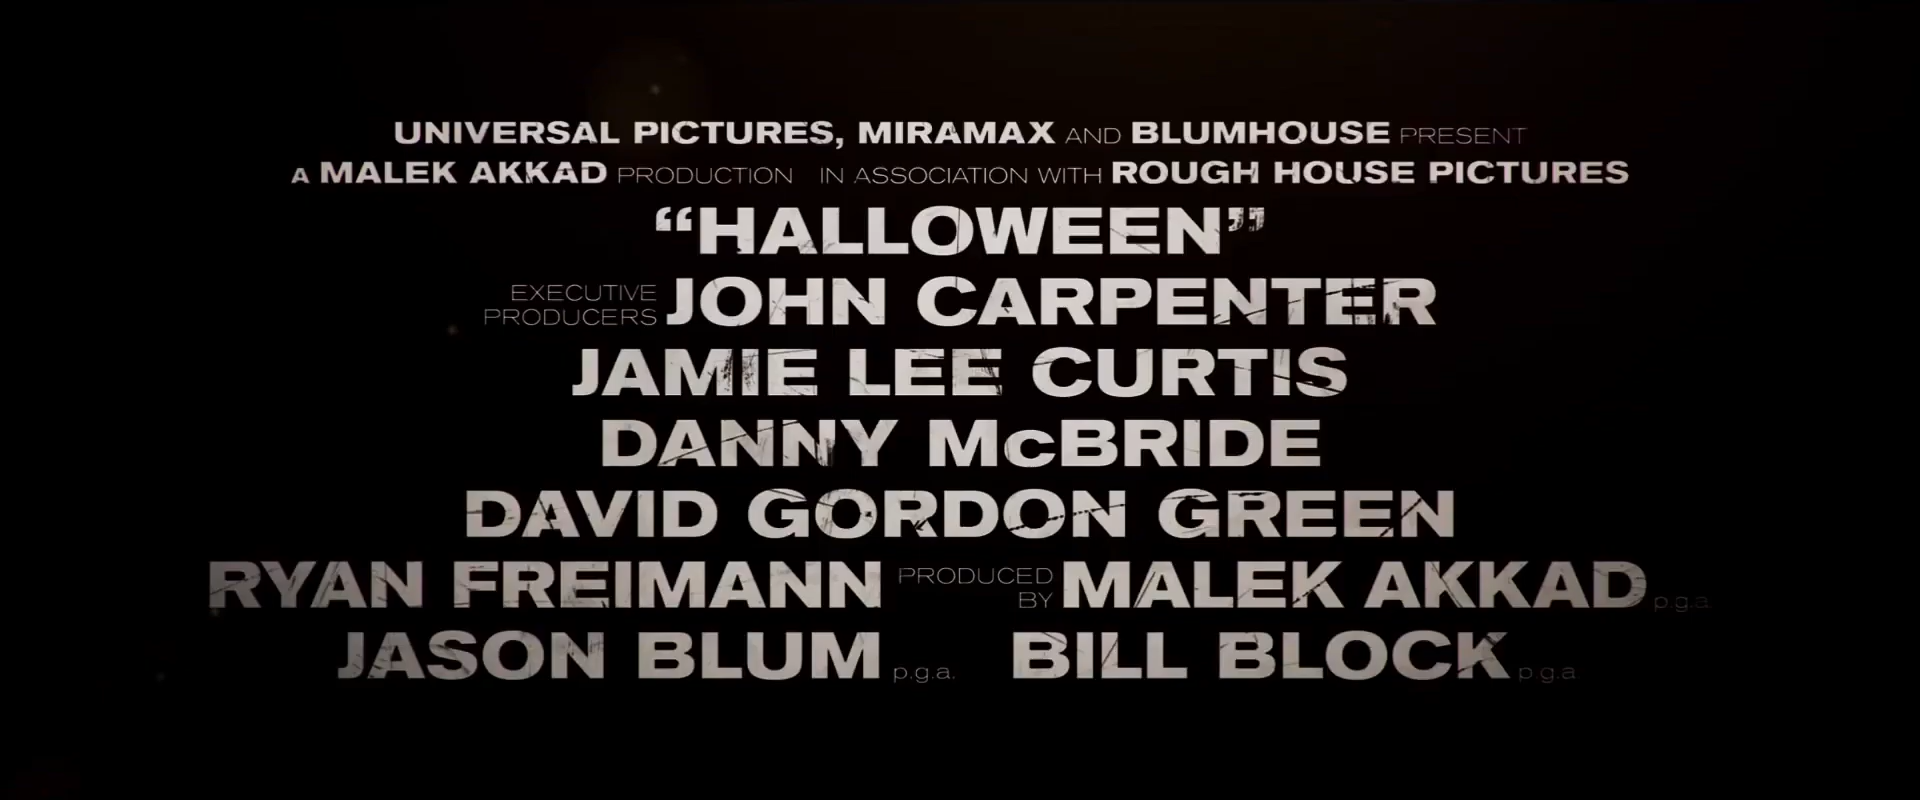 UNIVERSAL PICTURES, MIRAMAX AND BLUMHOUSE PRESENT
A MALEK AKKAD PRODUCTION IN ASSOCIATION WITH ROUGH HOUSE PICTURES
“HALLOWEEN”
EXECUTIVE PRODUCERS JOHN CARPENTER
JAMIE LEE CURTIS
DANNY McBRIDE
DAVID GORDON GREEN
RYAN FREIMANN PRODUCED BY MALEK AKKAD p.g.a.
JASON BLUM p.g.a. BILL BLOCK p.g.a.